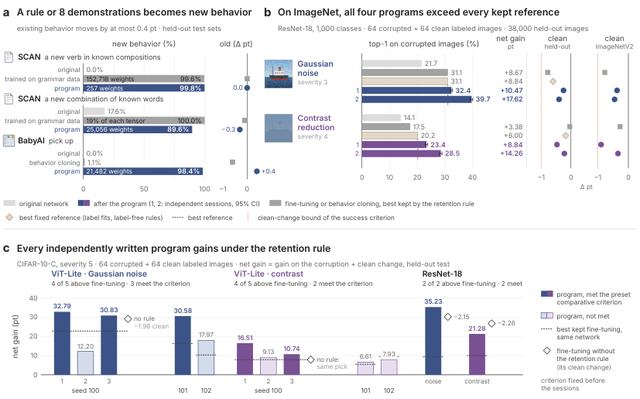 a A rule or 8 demonstrations becomes new behavior
existing behavior moves by at most 0.4 pt · held-out test sets
new behavior (%)
old (Δ pt)
SCAN a new verb in known compositions
original 0.0%
trained on grammar data 152,718 weights 99.6%
program 257 weights 99.8% 0.0
SCAN a new combination of known words
original 17.6%
trained on grammar data 19% of each tensor 100.0%
program 25,056 weights 89.6% −0.3
BabyAI pick up
original 0.0%
behavior cloning 1.1%
program 21,482 weights 98.4% +0.4
0 50 100 −1 0
b On ImageNet, all four programs exceed every kept reference
ResNet-18, 1,000 classes · 64 corrupted + 64 clean labeled images · 38,000 held-out images
top-1 on corrupted images (%)
net gain
pt
clean
held-out
clean
ImageNetV2
Gaussian
noise
severity 3
21.7
31.1 +8.67
31.1 +8.84
1 32.4 +10.47
2 39.7 +17.62
Contrast
reduction
severity 4
14.1
17.5 +3.38
20.2 +6.00
1 23.4 +8.84
2 28.5 +14.26
0 10 20 30 40
−1 0 −1 0
Δ pt
original network
after the program (1, 2: independent sessions, 95% CI)
fine-tuning or behavior cloning, best kept by the retention rule
best fixed reference (label fits, label-free rules)
best reference
clean-change bound of the success criterion
c Every independently written program gains under the retention rule
CIFAR-10-C, severity 5 · 64 corrupted + 64 clean labeled images · net gain = gain on the corruption + clean change, held-out test
ViT-Lite · Gaussian noise
4 of 5 above fine-tuning · 3 meet the criterion
ViT-Lite · contrast
4 of 5 above fine-tuning · 2 meet the criterion
ResNet-18
2 of 2 above fine-tuning · 2 meet
net gain (pt)
40
30
20
10
0
32.79
12.20
30.83
no rule
−1.98 clean
30.58
17.97
16.51
9.13
10.74
no rule:
same pick
6.61
7.93
35.23
−2.15
21.28
−2.26
1 2 3
seed 100
101 102
1 2 3
seed 100
101 102
noise contrast
program, met the preset
comparative criterion
program, not met
best kept fine-tuning,
same network
fine-tuning without
the retention rule
(its clean change)
criterion fixed before
the sessions